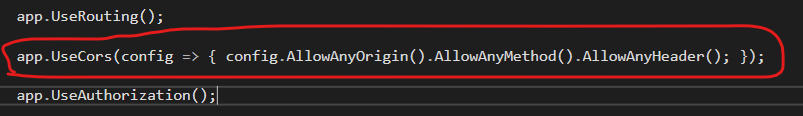 app.UseRouting();
app.UseCors(config => { config.AllowAnyOrigin().AllowAnyMethod().AllowAnyHeader(); });
app.UseAuthorization();